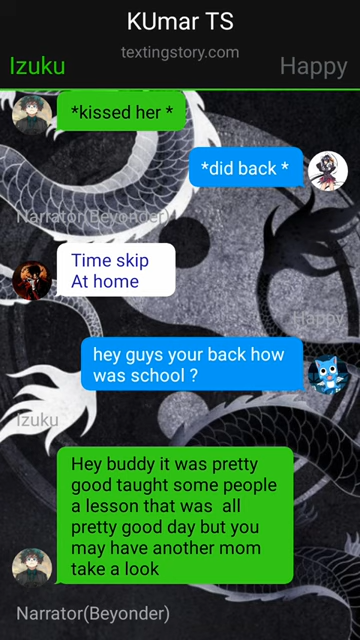 KUmar TS
textingstory.com
Izuku
Happy
*kissed her *
*did back *
Narrator(Beyonder)
Time skip
At home
Happy
hey guys your back how
was school ?
Izuku
Hey buddy it was pretty
good taught some people
a lesson that was  all
pretty good day but you
may have another mom
take a look
Narrator(Beyonder)